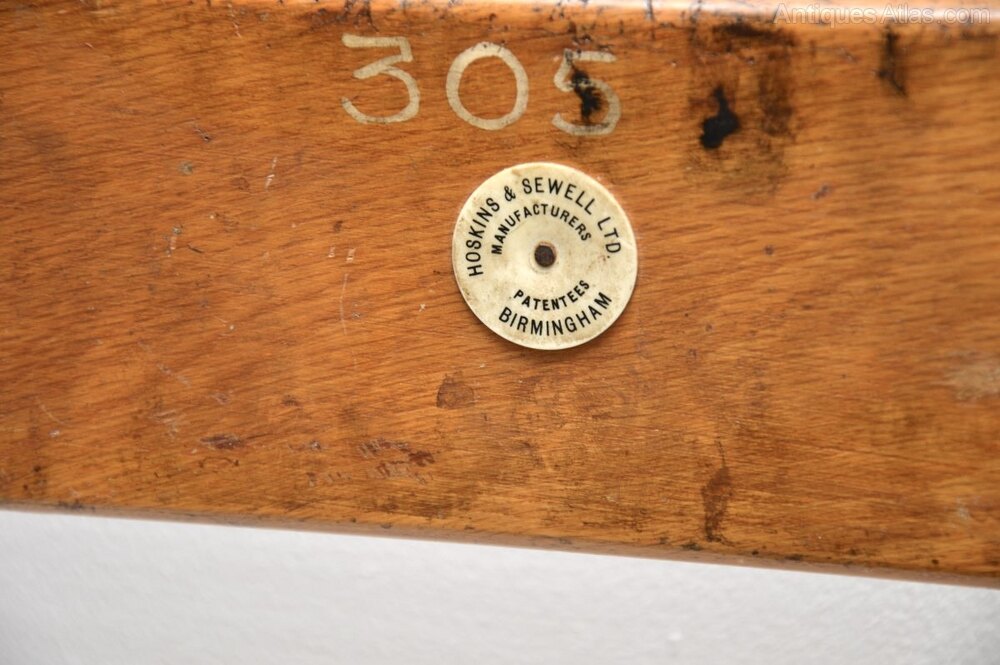 AntiquesAtlas.com
305
HOSKINS & SEWELL LTD.
MANUFACTURERS
PATENTEES
BIRMINGHAM